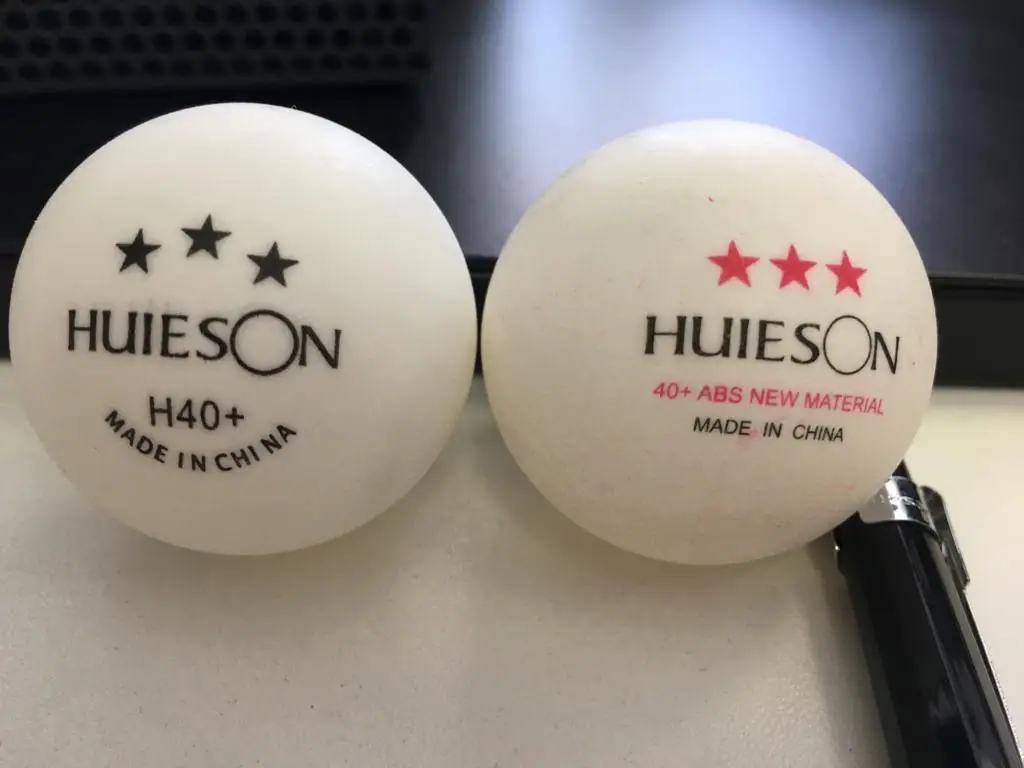 HUIESON
H40+
MADE IN CHINA
HUIESON
40+ ABS NEW MATERIAL
MADE IN CHINA